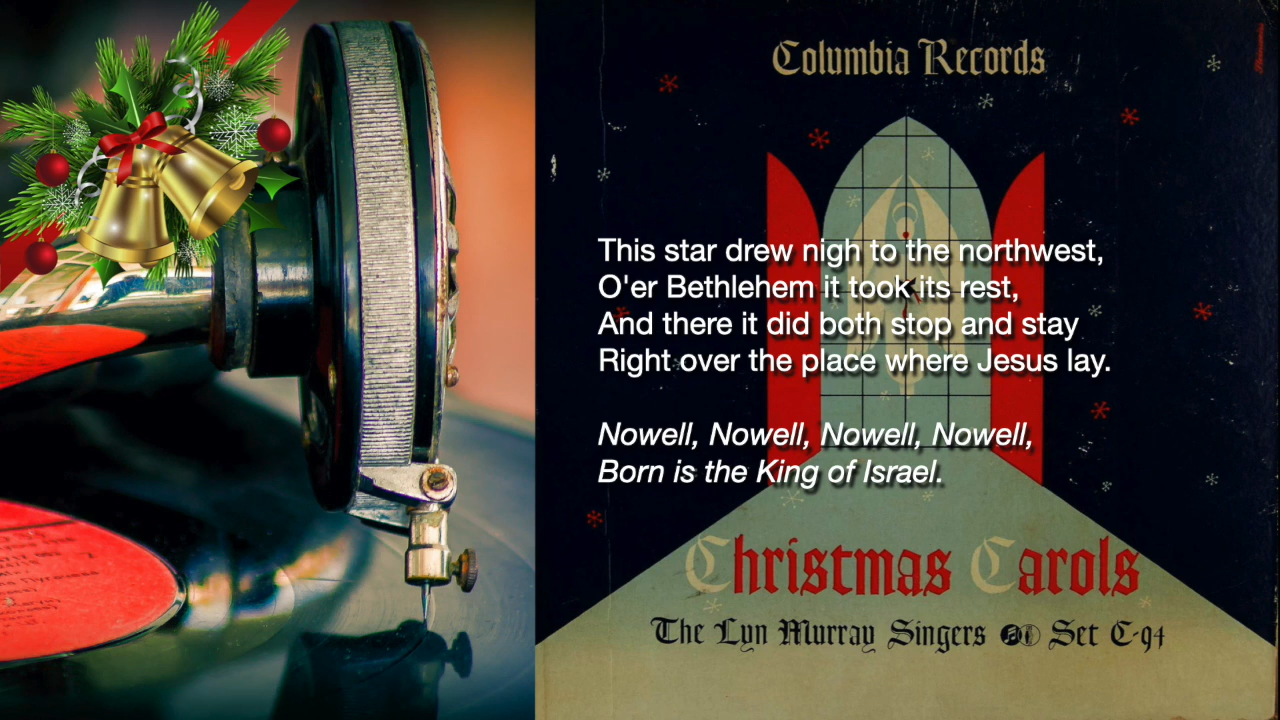 Columbia Records
This star drew nigh to the northwest,
O'er Bethlehem it took its rest,
And there it did both stop and stay
Right over the place where Jesus lay.
Nowell, Nowell, Nowell, Nowell,
Born is the King of Israel.
Christmas Carols
The Lyn Murray Singers Set C-94
2